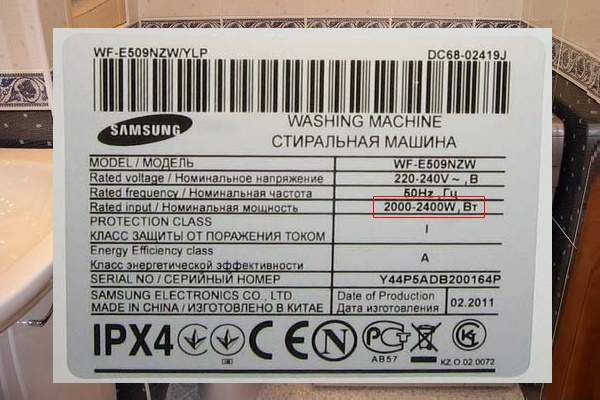 WF-E509NZW/YLP DC68-02419J
SAMSUNG
WASHING MACHINE
СТИРАЛЬНАЯ МАШИНА
MODEL / МОДЕЛЬ WF-E509NZW
Rated voltage / Номинальное напряжение 220-240V ~ , В
Rated frequency / Номинальная частота 50Hz , Гц
Rated input / Номинальная мощность 2000-2400W, Вт
PROTECTION CLASS
КЛАСС ЗАЩИТЫ ОТ ПОРАЖЕНИЯ ТОКОМ I
Energy Efficiency class
Класс энергетической эффективности A
SERIAL NO / СЕРИЙНЫЙ НОМЕР Y44P5ADB200164P
SAMSUNG ELECTRONICS CO., LTD. Date of Production
MADE IN CHINA / ИЗГОТОВЛЕНО В КИТАЕ Дата изготовления 02.2011
IPX4 CE N РСТ
АВ57 KZ.O.02.0072